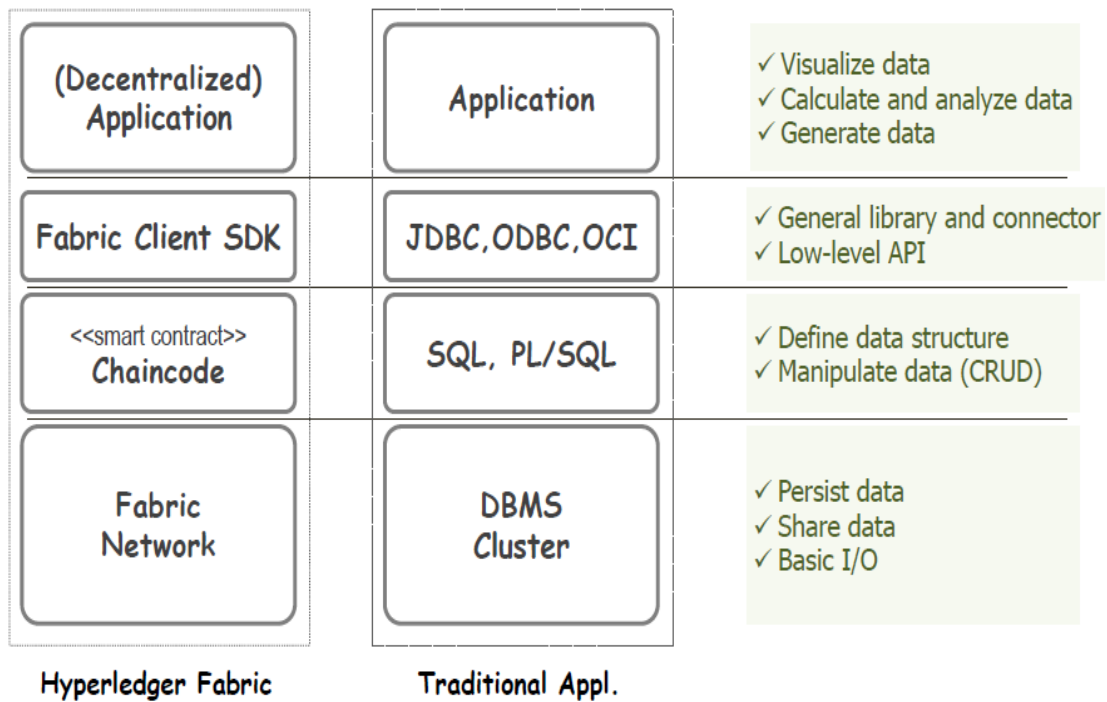 (Decentralized)
Application
Application
✓ Visualize data
✓ Calculate and analyze data
✓ Generate data
Fabric Client SDK
JDBC,ODBC,OCI
✓ General library and connector
✓ Low-level API
<<smart contract>>
Chaincode
SQL, PL/SQL
✓ Define data structure
✓ Manipulate data (CRUD)
Fabric
Network
DBMS
Cluster
✓ Persist data
✓ Share data
✓ Basic I/O
Hyperledger Fabric
Traditional Appl.